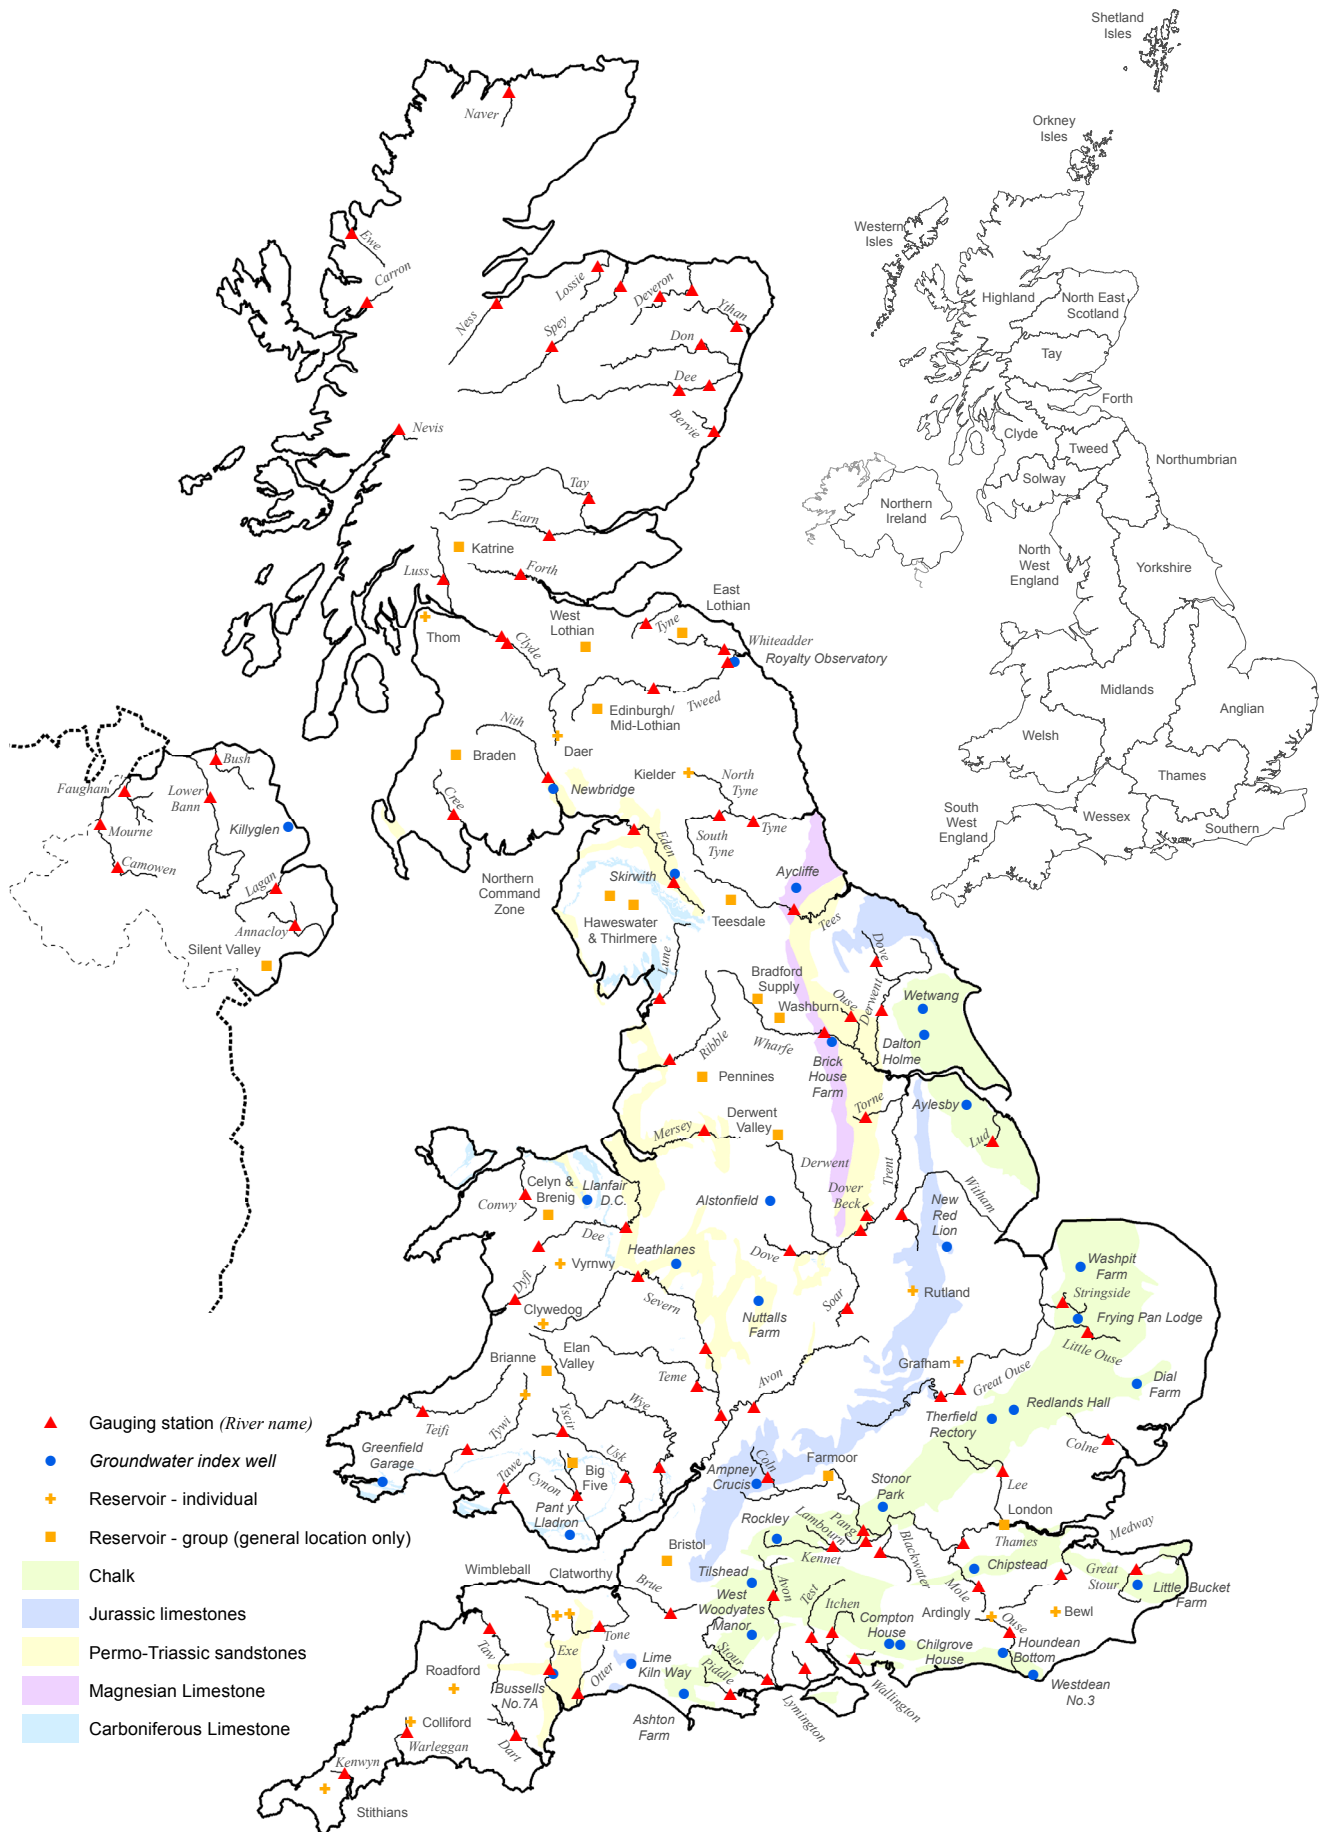 Shetland
Isles
Orkney
Isles
Western
Isles
Highland
North East
Scotland
Tay
Forth
Clyde
Tweed
Solway
Northumbrian
Northern
Ireland
North
West
England
Yorkshire
Midlands
Anglian
Welsh
Thames
South
West
England
Wessex
Southern
Naver
Ewe
Carron
Ness
Lossie
Spey
Deveron
Ythan
Don
Dee
Bervie
Nevis
Tay
Earn
Katrine
Luss
Forth
East
Lothian
West
Lothian
Tyne
Thom
Clyde
Whiteadder
Royalty Observatory
Edinburgh/
Mid-Lothian
Tweed
Nith
Daer
Braden
Kielder
North
Tyne
Newbridge
Cree
South
Tyne
Tyne
Eden
Bush
Faughan
Lower
Bann
Killyglen
Mourne
Camowen
Lagan
Annacloy
Silent Valley
Northern
Command
Zone
Skirwith
Aycliffe
Haweswater
& Thirlmere
Teesdale
Tees
Lune
Dove
Bradford
Supply
Washburn
Ouse
Derwent
Wetwang
Dalton
Holme
Ribble
Wharfe
Brick
House
Farm
Pennines
Aylesby
Torne
Derwent
Valley
Mersey
Lud
Derwent
Trent
Witham
Celyn &
Brenig
Llanfair
D.C.
Conwy
Alstonfield
Dover
Beck
New
Red
Lion
Dee
Heathlanes
Dove
Vyrnwy
Washpit
Farm
Dyfi
Severn
Nuttalls
Farm
Soar
Rutland
Stringside
Frying Pan Lodge
Clywedog
Little Ouse
Elan
Valley
Brianne
Grafham
Great Ouse
Teme
Avon
Dial
Farm
Wye
Redlands Hall
Therfield
Rectory
Teifi
Tywi
Yscir
Colne
Greenfield
Garage
Usk
Coln
Farmoor
Tawe
Cynon
Big
Five
Ampney
Crucis
Stonor
Park
Lee
London
Pant y
Lladron
Rockley
Lambourn
Pang
Blackwater
Medway
Thames
Bristol
Kennet
Chipstead
Great
Stour
Wimbleball
Clatworthy
Tilshead
Mole
Little Bucket
Farm
Brue
West
Woodyates
Manor
Avon
Test
Itchen
Compton
House
Ardingly
Ouse
Bewl
Taw
Exe
Tone
Chilgrove
House
Houndean
Bottom
Roadford
Bussells
No.7A
Otter
Lime
Kiln Way
Stour
Piddle
Wallington
Westdean
No.3
Colliford
Ashton
Farm
Lymington
Warleggan
Dart
Kenwyn
Stithians
Gauging station (River name)
Groundwater index well
Reservoir - individual
Reservoir - group (general location only)
Chalk
Jurassic limestones
Permo-Triassic sandstones
Magnesian Limestone
Carboniferous Limestone